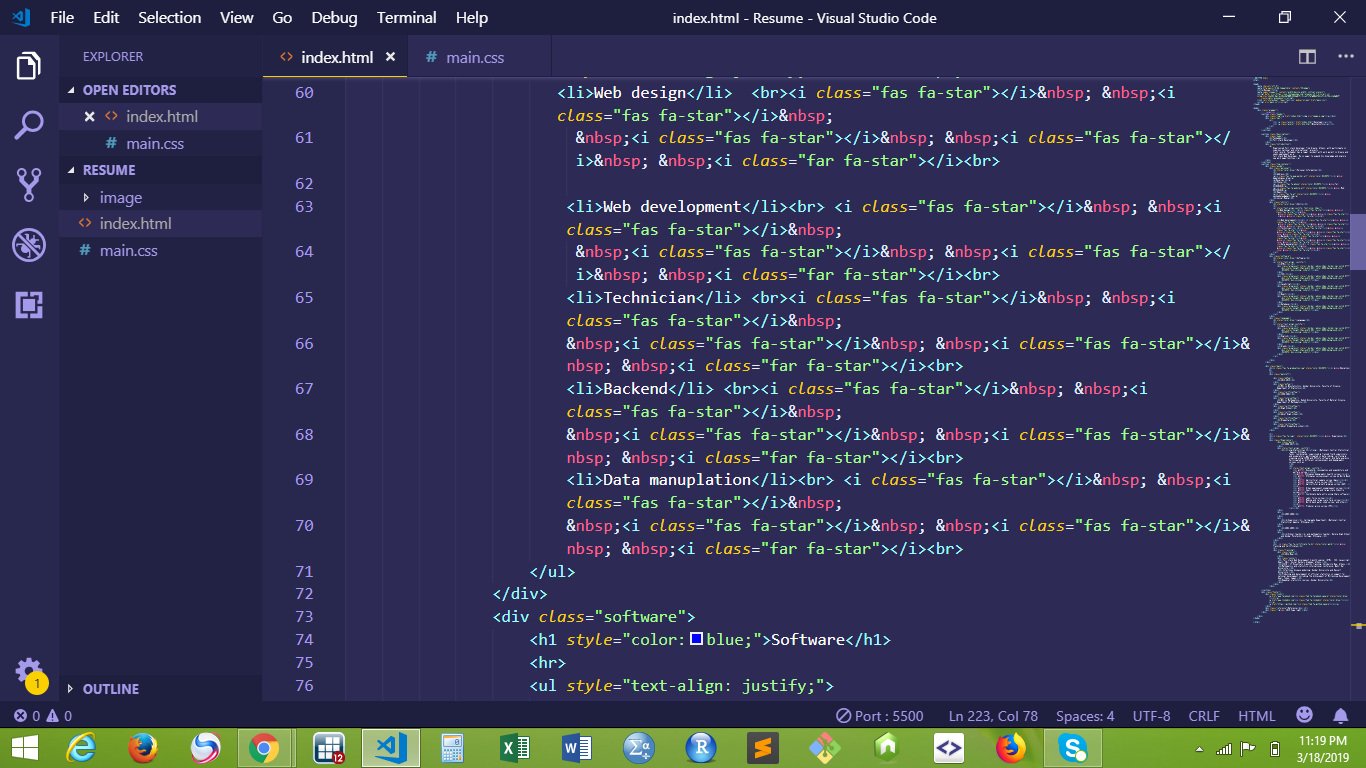 File Edit Selection View Go Debug Terminal Help
index.html - Resume - Visual Studio Code
EXPLORER
OPEN EDITORS
index.html
main.css
RESUME
image
index.html
main.css
OUTLINE
1
index.html
main.css
60 <li>Web design</li>  <br><i class="fas fa-star"></i>&nbsp; &nbsp;<i
class="fas fa-star"></i>&nbsp;
61 &nbsp;<i class="fas fa-star"></i>&nbsp; &nbsp;<i class="fas fa-star"></
i>&nbsp; &nbsp;<i class="far fa-star"></i><br>
62
63 <li>Web development</li><br> <i class="fas fa-star"></i>&nbsp; &nbsp;<i
class="fas fa-star"></i>&nbsp;
64 &nbsp;<i class="fas fa-star"></i>&nbsp; &nbsp;<i class="fas fa-star"></
i>&nbsp; &nbsp;<i class="far fa-star"></i><br>
65 <li>Technician</li> <br><i class="fas fa-star"></i>&nbsp; &nbsp;<i
class="fas fa-star"></i>&nbsp;
66 &nbsp;<i class="fas fa-star"></i>&nbsp; &nbsp;<i class="fas fa-star"></i>&
nbsp; &nbsp;<i class="far fa-star"></i><br>
67 <li>Backend</li> <br><i class="fas fa-star"></i>&nbsp; &nbsp;<i
class="fas fa-star"></i>&nbsp;
68 &nbsp;<i class="fas fa-star"></i>&nbsp; &nbsp;<i class="fas fa-star"></i>&
nbsp; &nbsp;<i class="far fa-star"></i><br>
69 <li>Data manuplation</li><br> <i class="fas fa-star"></i>&nbsp; &nbsp;<i
class="fas fa-star"></i>&nbsp;
70 &nbsp;<i class="fas fa-star"></i>&nbsp; &nbsp;<i class="fas fa-star"></i>&
nbsp; &nbsp;<i class="far fa-star"></i><br>
71 </ul>
72 </div>
73 <div class="software">
74 <h1 style="color:blue;">Software</h1>
75 <hr>
76 <ul style="text-align: justify;">
0 0
Port : 5500 Ln 223, Col 78 Spaces: 4 UTF-8 CRLF HTML
12
11:19 PM
3/18/2019